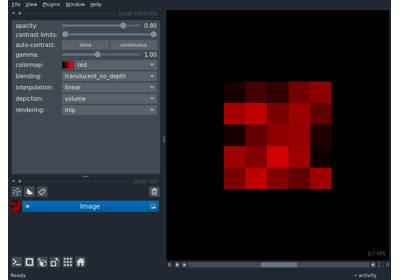 File View Plugins Window Help
layer controls
opacity: 0.80
contrast limits:
auto-contrast: once continuous
gamma: 1.00
colormap: red
blending: translucent_no_depth
interpolation: linear
depiction: volume
rendering: mip
layer list
Image
0.7 FPS
0 2 4
Ready activity